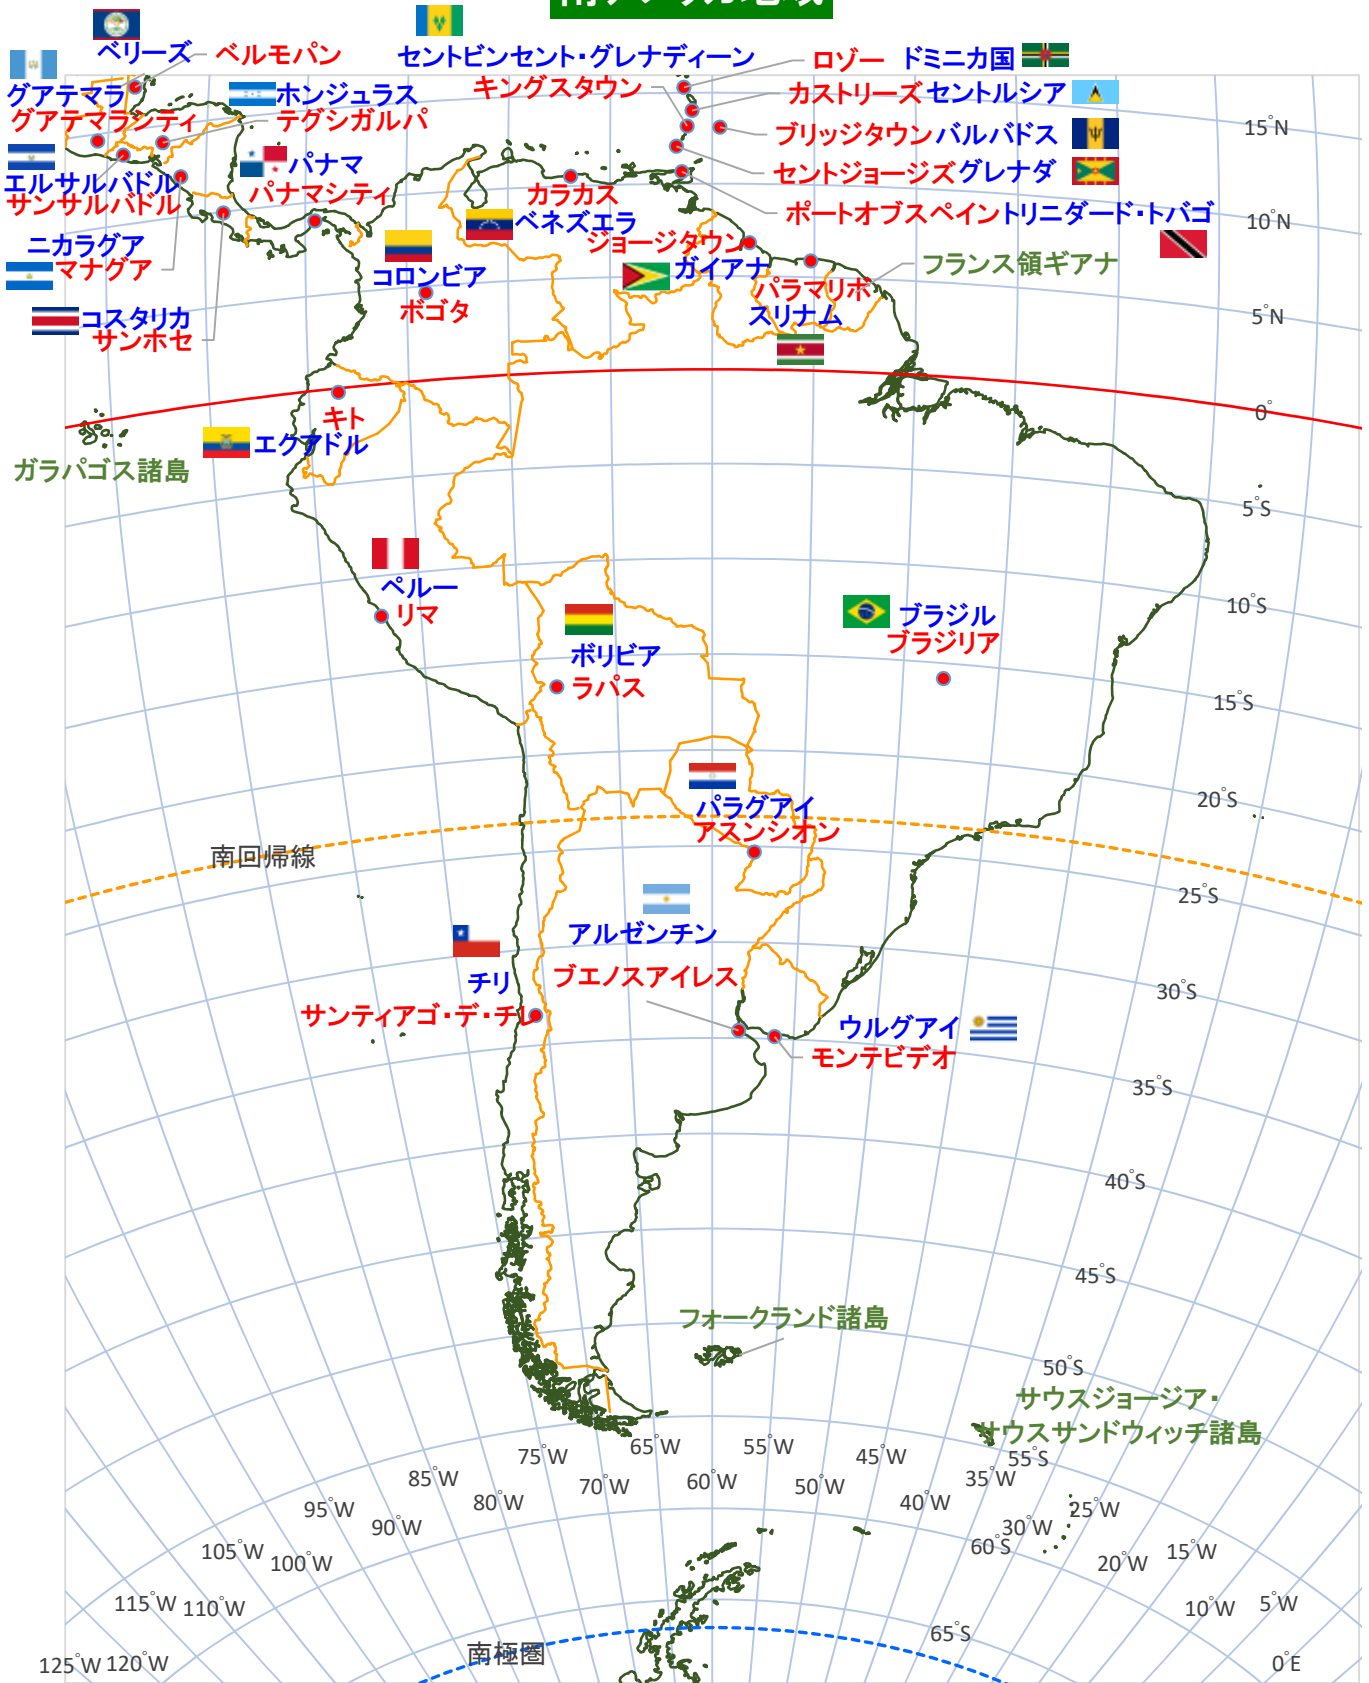 南アメリカ地域
ベリーズ
ベルモパン
セントビンセント・グレナディーン
ロゾー
ドミニカ国
グアテマラ
ホンジュラス
キングスタウン
カストリーズ
セントルシア
グアテマランティ
テグシガルパ
ブリッジタウン
バルバドス
15°N
パナマ
セントジョージズ
グレナダ
エルサルバドル
パナマシティ
カラカス
サンサルバドル
ポートオブスペイン
トリニダード・トバゴ
10°N
ベネズエラ
ニカラグア
ジョージタウン
マナグア
コロンビア
ガイアナ
フランス領ギアナ
パラマリボ
ボゴタ
スリナム
5°N
コスタリカ
サンホセ
0°
キト
エクアドル
ガラパゴス諸島
5°S
ペルー
リマ
10°S
ブラジル
ブラジリア
ボリビア
ラパス
15°S
20°S
パラグアイ
アスンシオン
南回帰線
25°S
アルゼンチン
ブエノスアイレス
チリ
30°S
サンティアゴ・デ・チレ
ウルグアイ
モンテビデオ
35°S
40°S
45°S
フォークランド諸島
50°S
サウスジョージア・
サウスサンドウィッチ諸島
55°S
75°W
65°W
55°W
45°W
35°W
85°W
80°W
70°W
60°W
50°W
40°W
25°W
95°W
90°W
30°W
60°S
105°W
100°W
20°W
15°W
115°W
110°W
10°W
5°W
65°S
南極圏
125°W
120°W
0°E